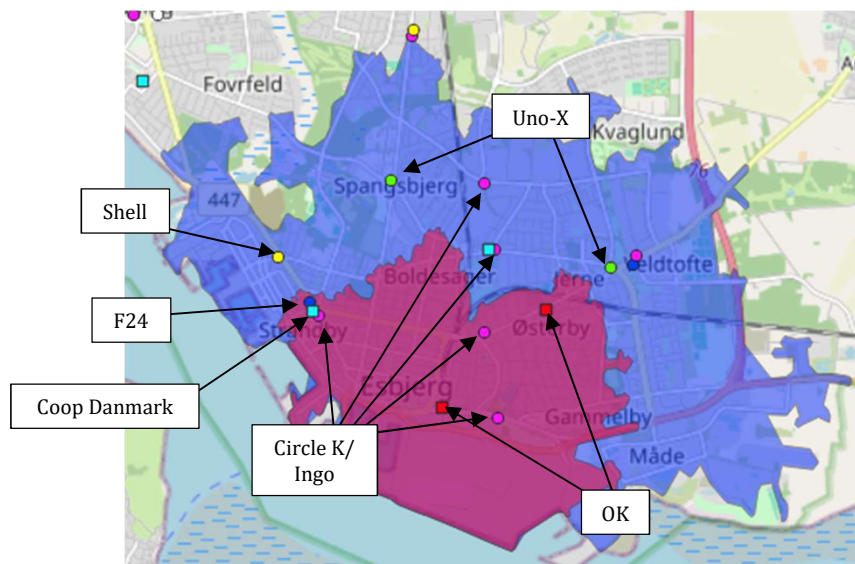 Fovrfeld
Uno-X
Kvaglund
76
Spangsbjerg
447
Shell
Boldesager
Jerne
Veldtofte
F24
Strandby
Østerby
Coop Danmark
Esbjerg
Gammelby
Circle K/
Ingo
Måde
OK